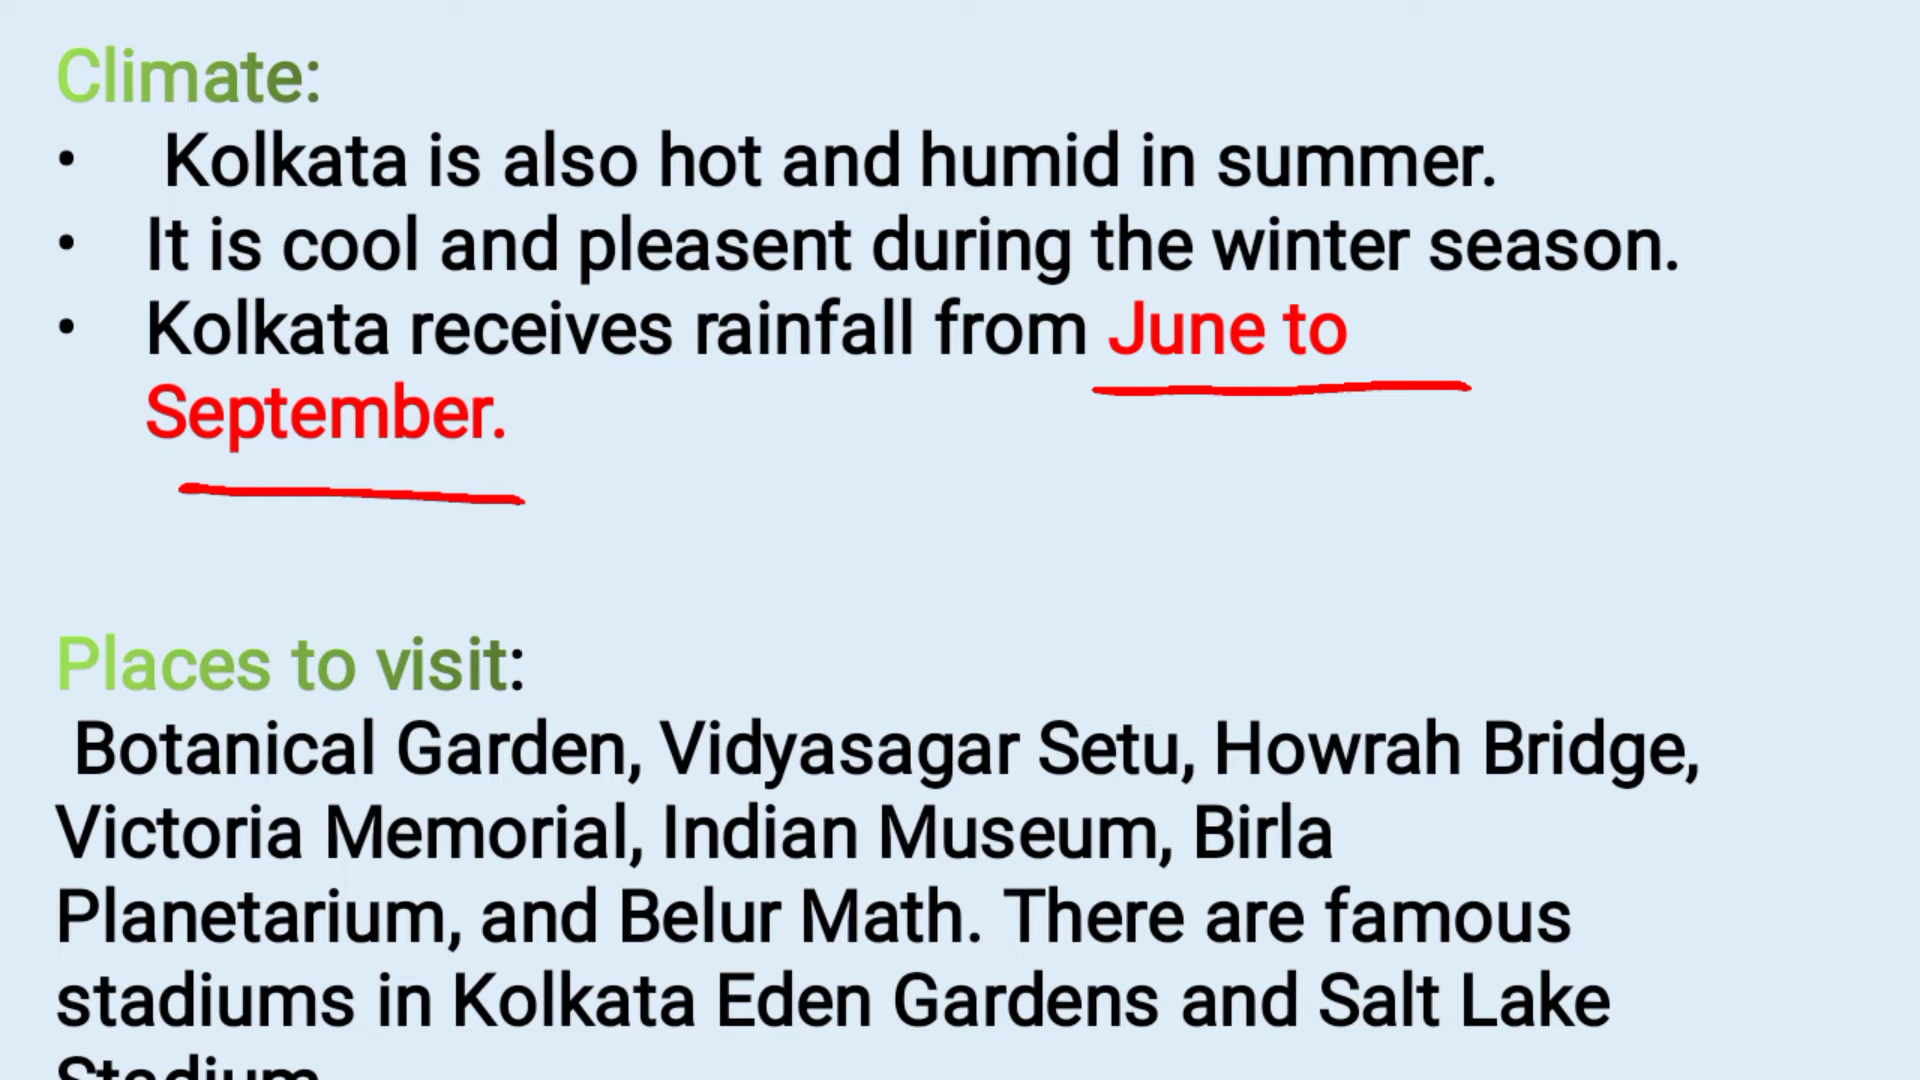 Climate:
• Kolkata is also hot and humid in summer.
• It is cool and pleasent during the winter season.
• Kolkata receives rainfall from June to
September.
Places to visit:
Botanical Garden, Vidyasagar Setu, Howrah Bridge,
Victoria Memorial, Indian Museum, Birla
Planetarium, and Belur Math. There are famous
stadiums in Kolkata Eden Gardens and Salt Lake
Stadium